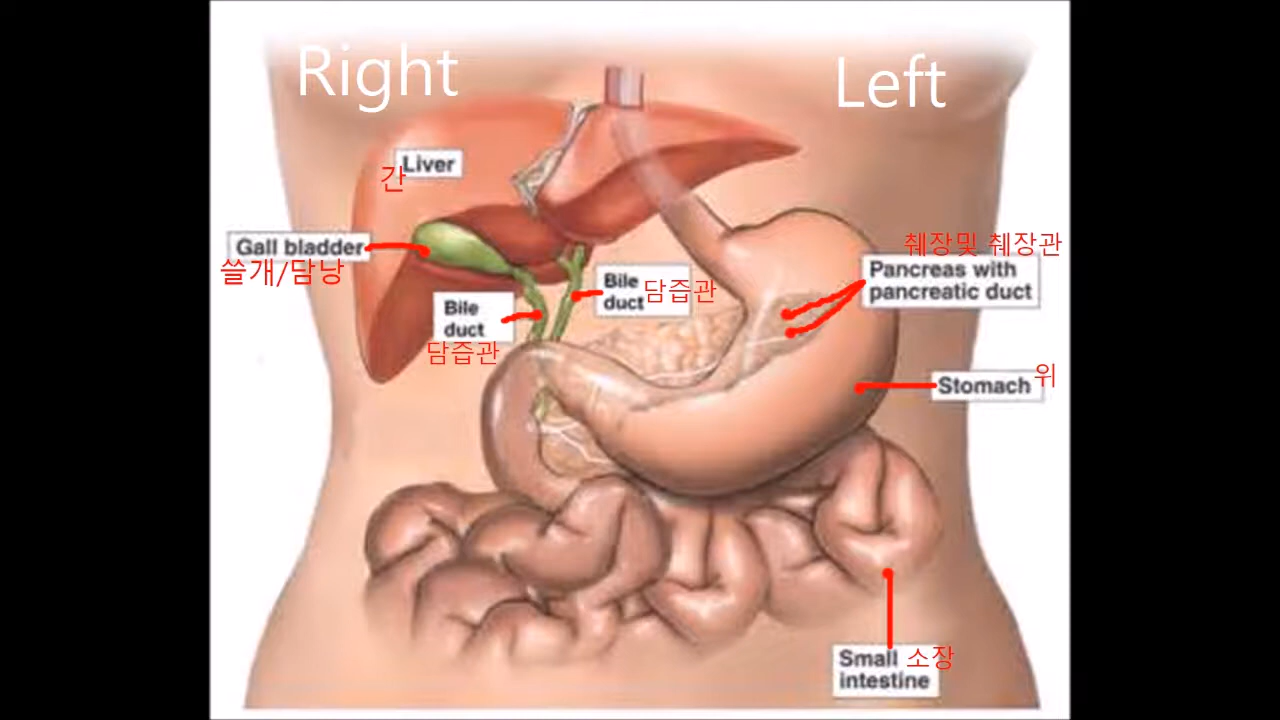 Right
Left
Liver
간
Gall bladder
쓸개/담낭
Bile
duct
담즙관
Bile
duct
담즙관
췌장및 췌장관
Pancreas with
pancreatic duct
Stomach
위
Small
intestine
소장